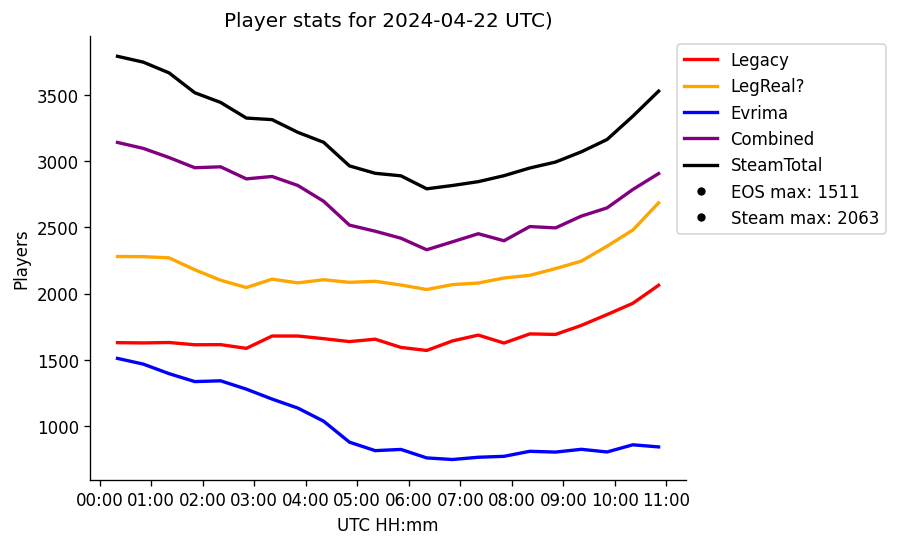 Player stats for 2024-04-22 UTC)
Legacy
LegReal?
Evrima
Combined
SteamTotal
EOS max: 1511
Steam max: 2063
Players
3500
3000
2500
2000
1500
1000
00:00 01:00 02:00 03:00 04:00 05:00 06:00 07:00 08:00 09:00 10:00 11:00
UTC HH:mm